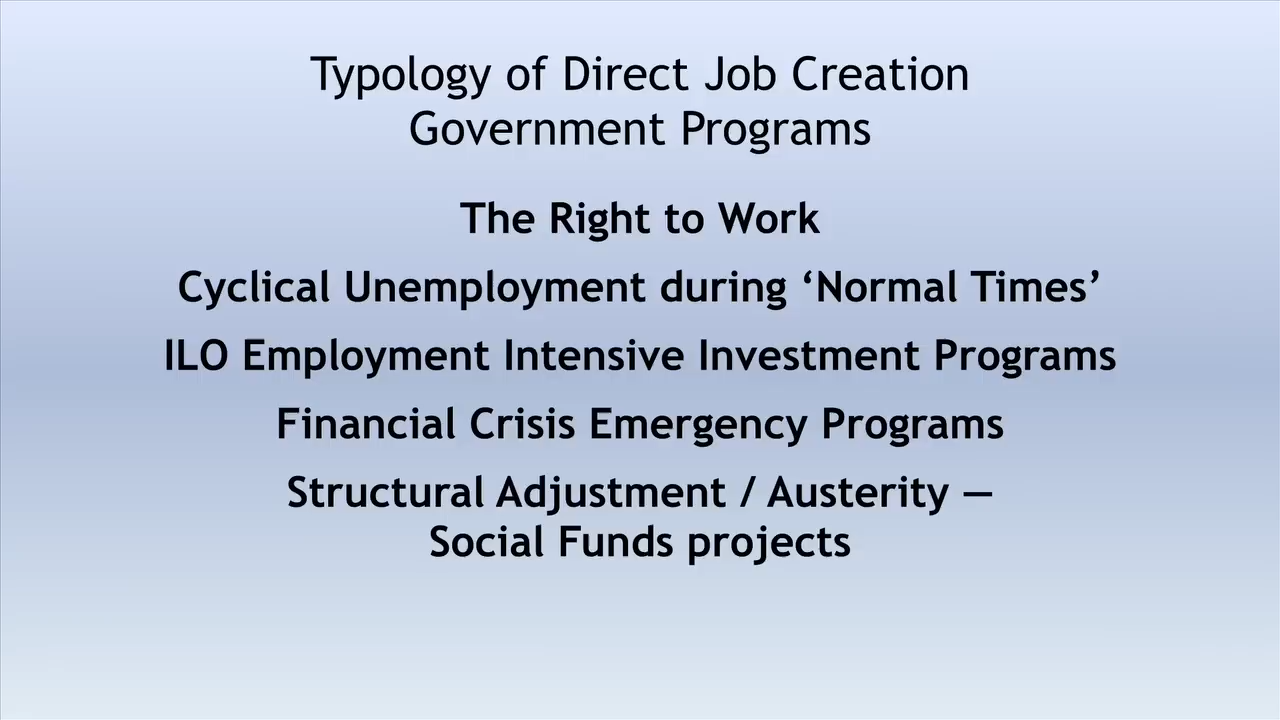 Typology of Direct Job Creation
Government Programs
The Right to Work
Cyclical Unemployment during ‘Normal Times’
ILO Employment Intensive Investment Programs
Financial Crisis Emergency Programs
Structural Adjustment / Austerity —
Social Funds projects